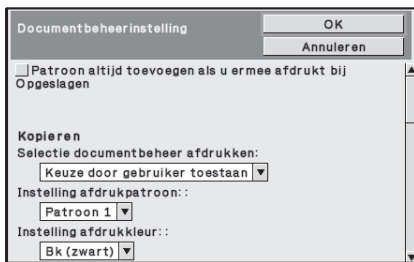 Documentbeheerinstelling
OK
Annuleren
Patroon altijd toevoegen als u ermee afdrukt bij
Opgeslagen
Kopieren
Selectie documentbeheer afdrukken:
Keuze door gebruiker toestaan
Instelling afdrukpatroon::
Patroon 1
Instelling afdrukkleur::
Bk (zwart)